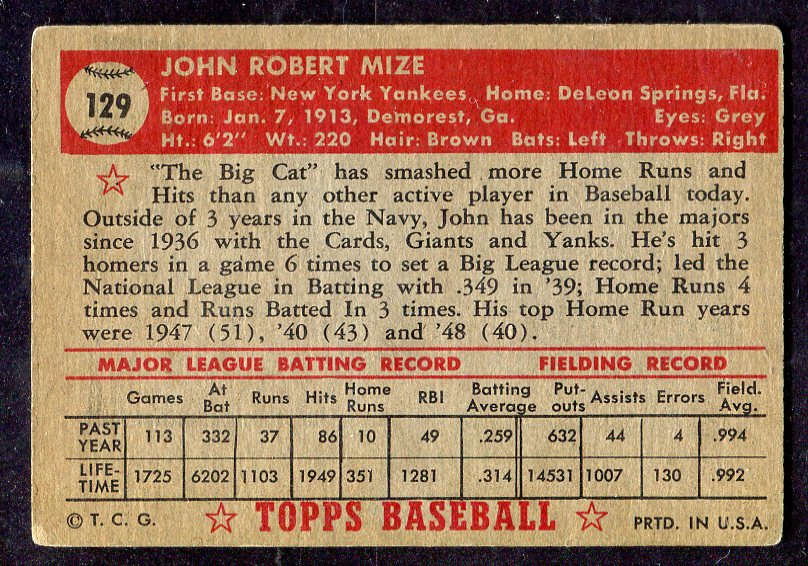 129
JOHN ROBERT MIZE
First Base: New York Yankees Home: DeLeon Springs, Fla.
Born: Jan. 7, 1913, Demorest, Ga. Eyes: Grey
Ht.: 6'2" Wt.: 220 Hair: Brown Bats: Left Throws: Right
"The Big Cat" has smashed more Home Runs and
Hits than any other active player in Baseball today.
Outside of 3 years in the Navy, John has been in the majors
since 1936 with the Cards, Giants and Yanks. He's hit 3
homers in a game 6 times to set a Big League record; led the
National League in Batting with .349 in '39; Home Runs 4
times and Runs Batted In 3 times. His top Home Run years
were 1947 (51), '40 (43) and '48 (40).
MAJOR LEAGUE BATTING RECORD FIELDING RECORD
Games At Bat Runs Hits Home Runs RBI Batting Average Put-outs Assists Errors Field. Avg.
PAST YEAR 113 332 37 86 10 49 .259 632 44 4 .994
LIFE-TIME 1725 6202 1103 1949 351 1281 .314 14531 1007 130 .992
© T. C. G. TOPPS BASEBALL PRTD. IN U.S.A.